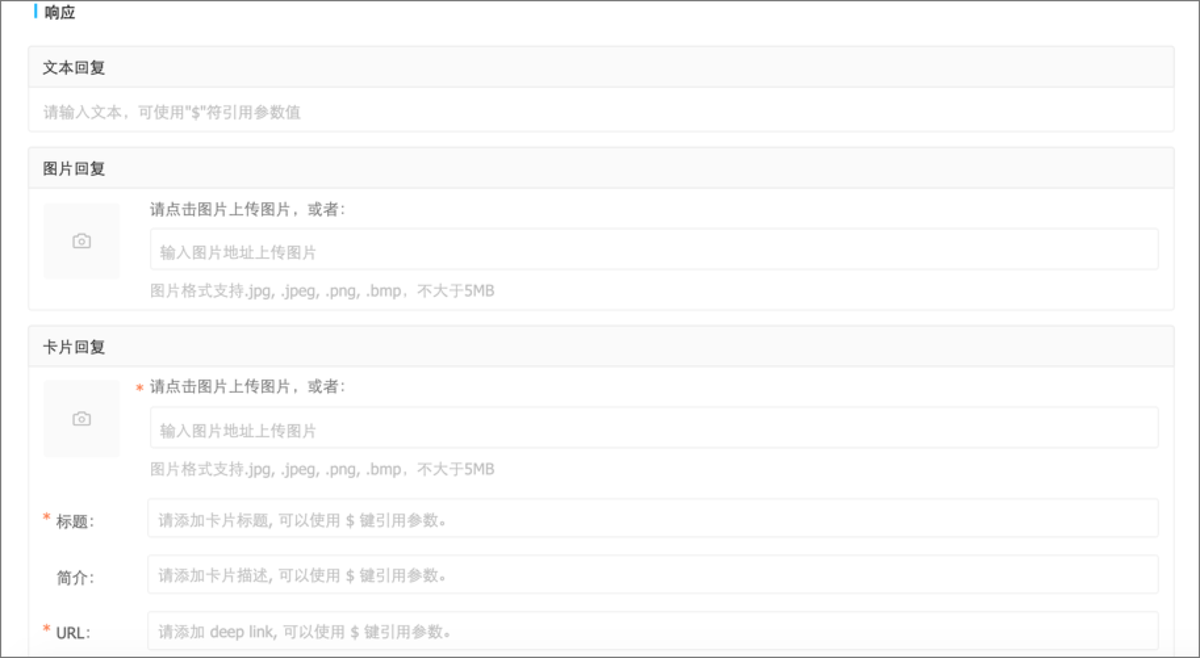 响应
文本回复
请输入文本，可使用"$"符引用参数值
图片回复
请点击图片上传图片，或者：
输入图片地址上传图片
图片格式支持.jpg, .jpeg, .png, .bmp，不大于5MB
卡片回复
* 请点击图片上传图片，或者：
输入图片地址上传图片
图片格式支持.jpg, .jpeg, .png, .bmp，不大于5MB
* 标题： 请添加卡片标题, 可以使用 $ 键引用参数。
简介： 请添加卡片描述, 可以使用 $ 键引用参数。
* URL： 请添加 deep link, 可以使用 $ 键引用参数。